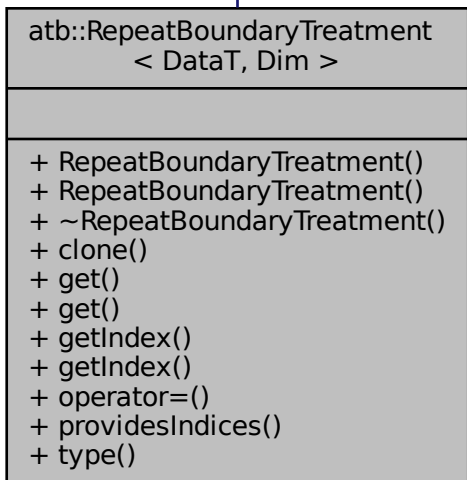 atb::RepeatBoundaryTreatment
< DataT, Dim >
+ RepeatBoundaryTreatment()
+ RepeatBoundaryTreatment()
+ ~RepeatBoundaryTreatment()
+ clone()
+ get()
+ get()
+ getIndex()
+ getIndex()
+ operator=()
+ providesIndices()
+ type()